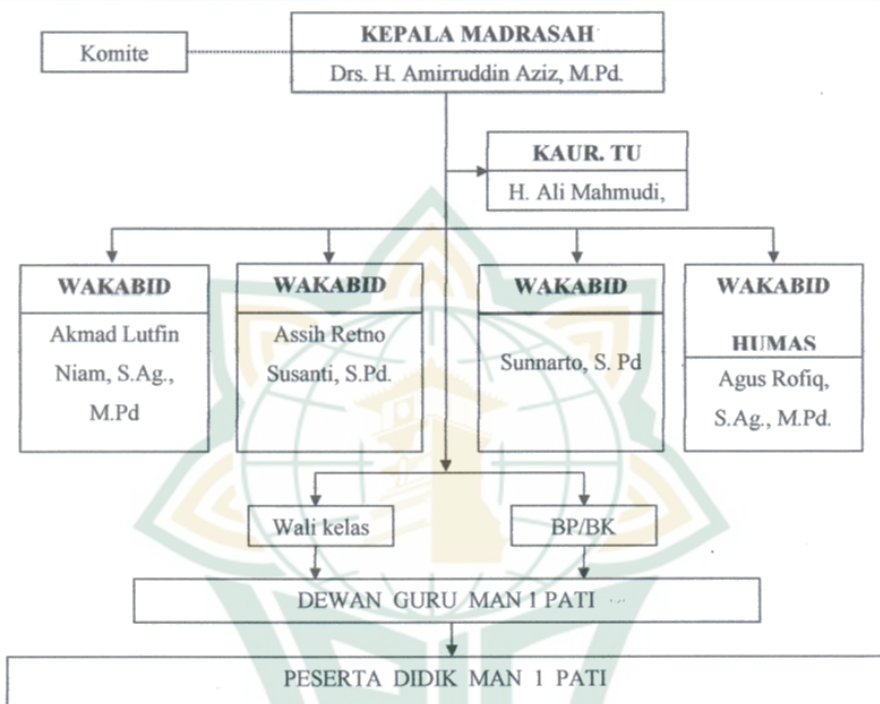 KEPALA MADRASAH
Komite
Drs. H. Amirruddin Aziz, M.Pd.
KAUR. TU
H. Ali Mahmudi,
WAKABID
Akmad Lutfin
Niam, S.Ag.,
M.Pd
WAKABID
Assih Retno
Susanti, S.Pd.
WAKABID
Sunnarto, S. Pd
WAKABID
HUMAS
Agus Rofiq,
S.Ag., M.Pd.
Wali kelas
BP/BK
DEWAN GURU MAN 1 PATI
PESERTA DIDIK MAN 1 PATI